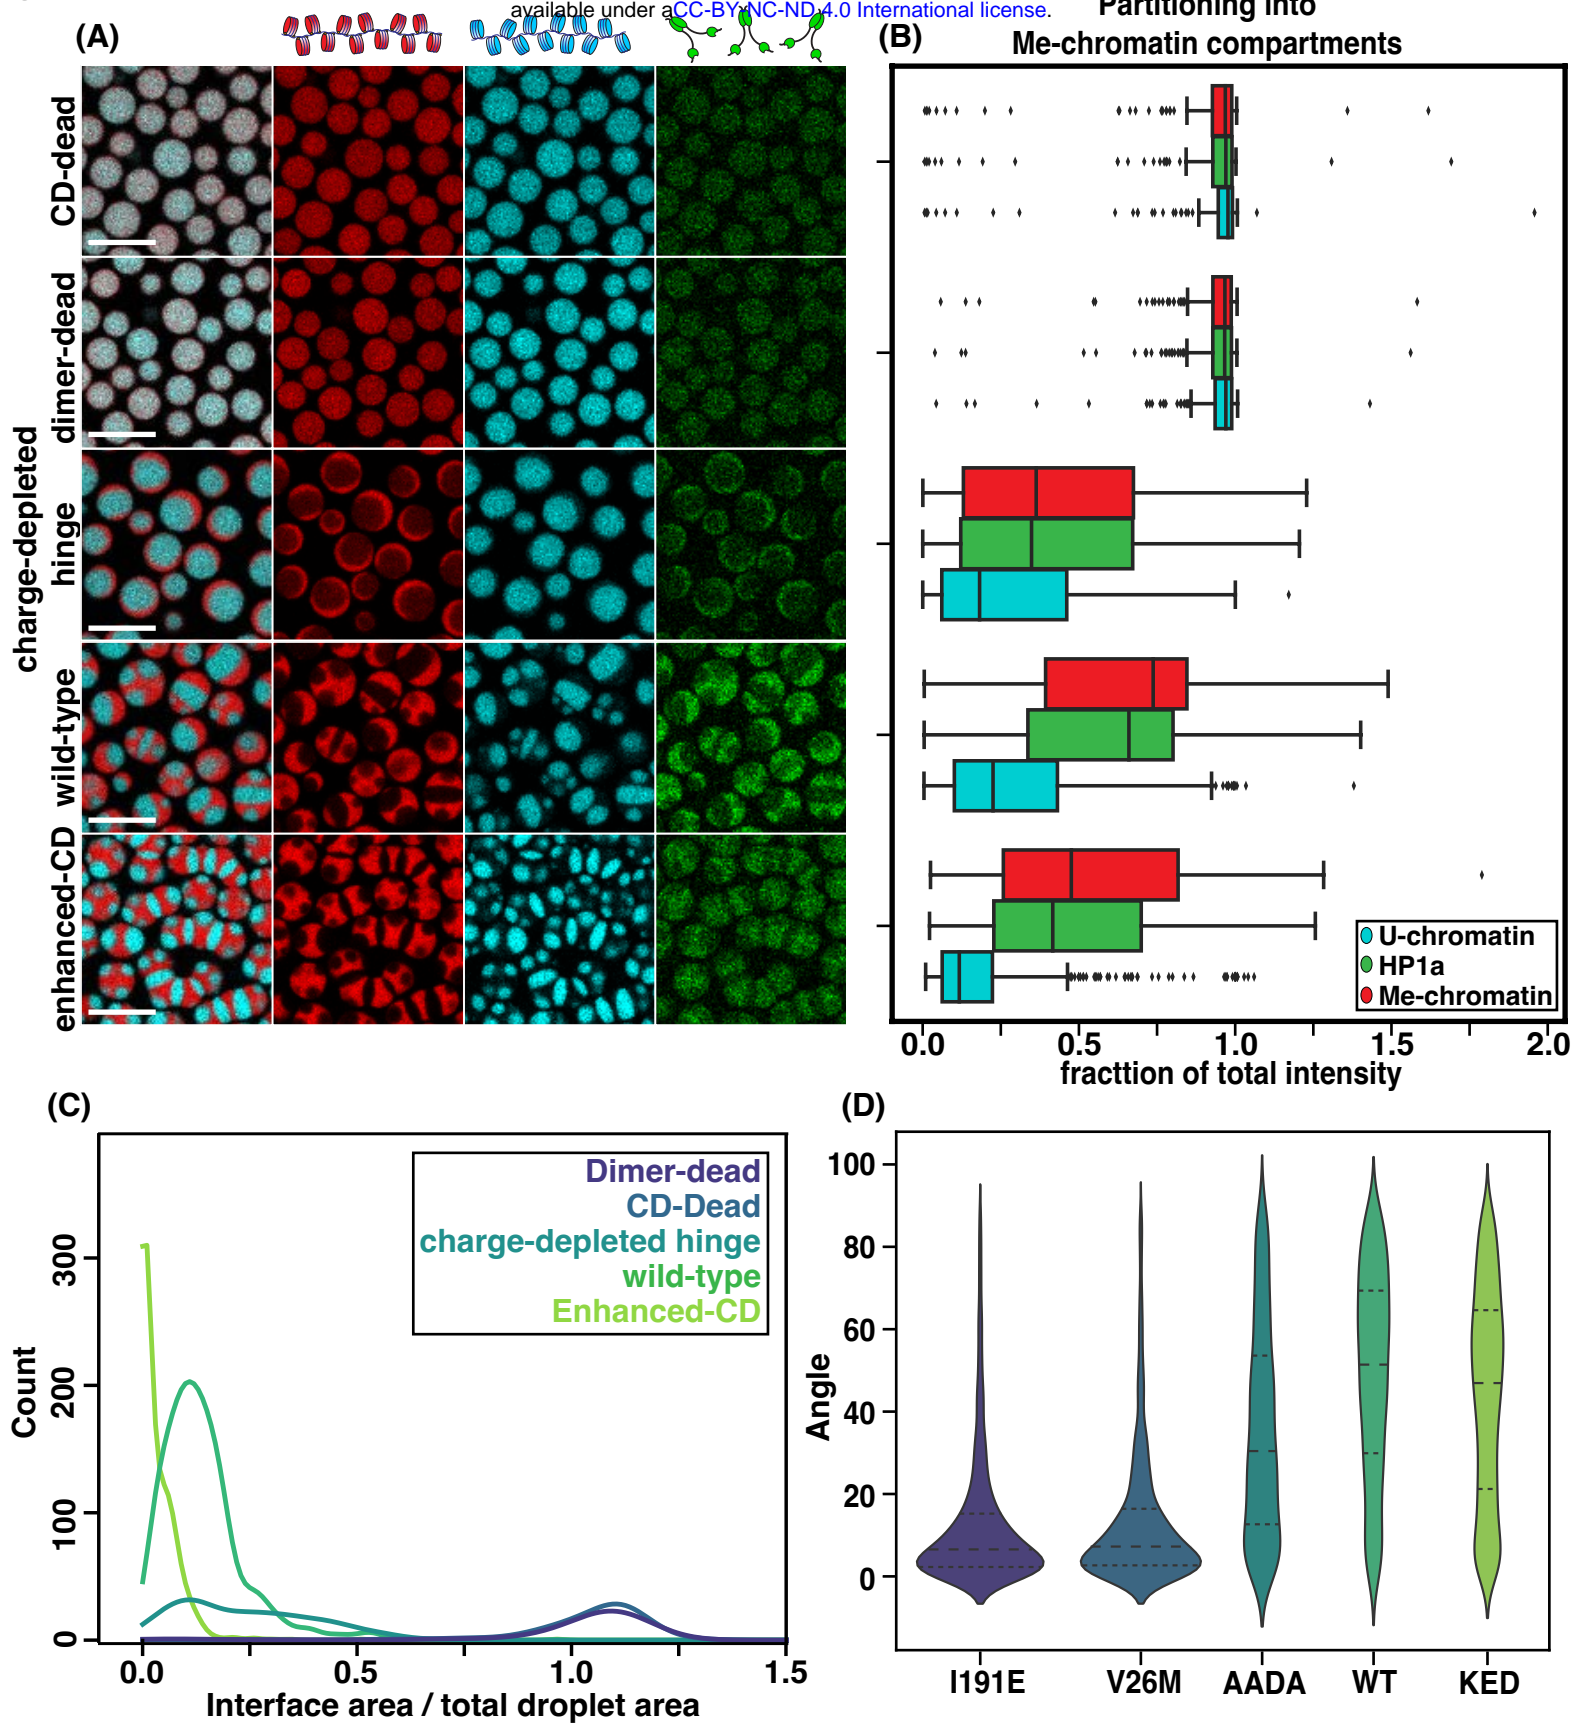 available under aCC-BY-NC-ND 4.0 International license.
(A)
CD-dead
dimer-dead
charge-depleted
hinge
wild-type
enhanced-CD
(B)
Partitioning into
Me-chromatin compartments
U-chromatin
HP1a
Me-chromatin
0.0 0.5 1.0 1.5 2.0
fracttion of total intensity
(C)
Dimer-dead
CD-Dead
charge-depleted hinge
wild-type
Enhanced-CD
Count
300
200
100
0
0.0 0.5 1.0 1.5
Interface area / total droplet area
(D)
Angle
100
80
60
40
20
0
I191E V26M AADA WT KED